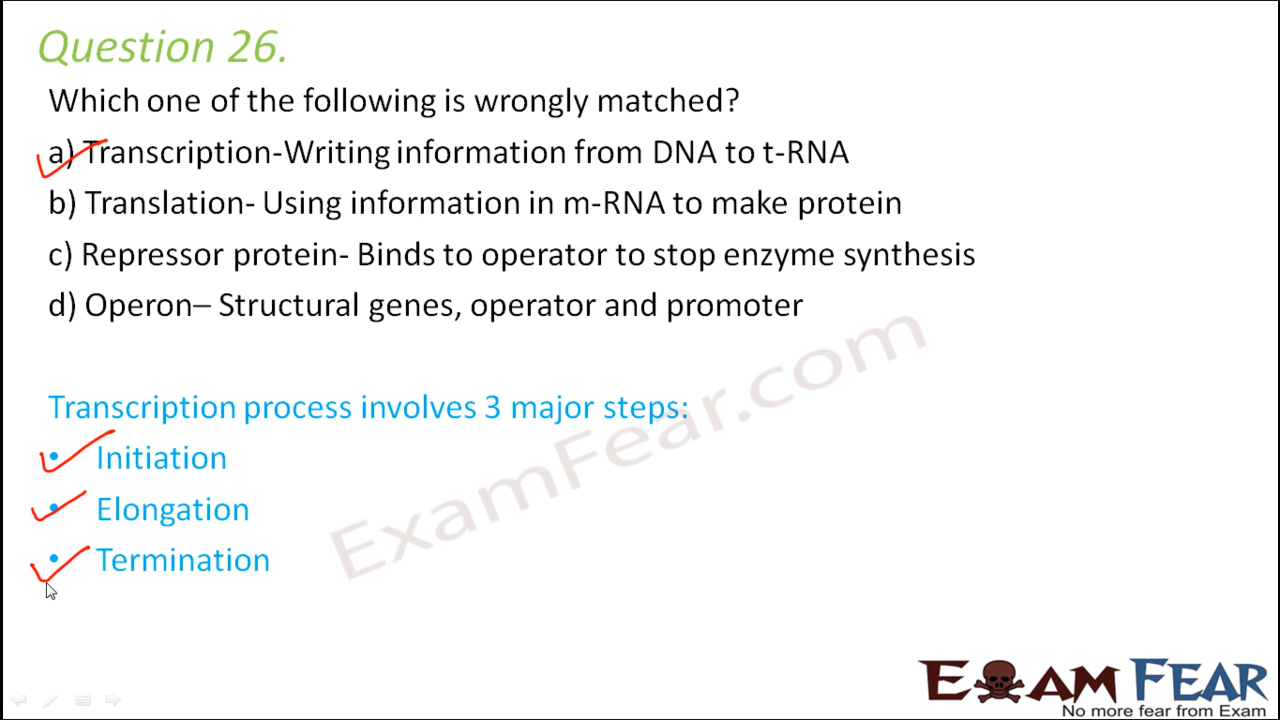 Question 26.
Which one of the following is wrongly matched?
a) Transcription-Writing information from DNA to t-RNA
b) Translation- Using information in m-RNA to make protein
c) Repressor protein- Binds to operator to stop enzyme synthesis
d) Operon– Structural genes, operator and promoter
Transcription process involves 3 major steps:
• Initiation
• Elongation
• Termination
ExamFear.com
EXAM FEAR
No more fear from Exam